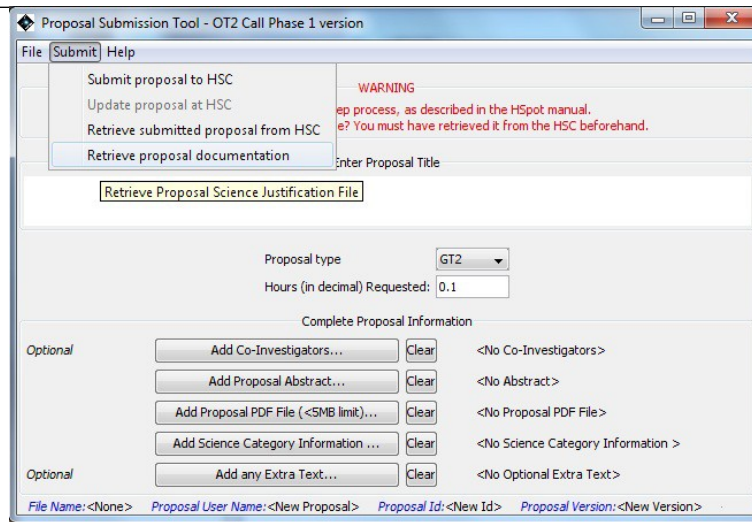 Proposal Submission Tool - OT2 Call Phase 1 version
File Submit Help
Submit proposal to HSC
WARNING
Update proposal at HSC
ep process, as described in the HSpot manual.
Retrieve submitted proposal from HSC
e? You must have retrieved it from the HSC beforehand.
Retrieve proposal documentation
Enter Proposal Title
Retrieve Proposal Science Justification File
Proposal type GT2
Hours (in decimal) Requested: 0.1
Complete Proposal Information
Optional Add Co-Investigators... Clear <No Co-Investigators>
Add Proposal Abstract... Clear <No Abstract>
Add Proposal PDF File (<5MB limit)... Clear <No Proposal PDF File>
Add Science Category Information ... Clear <No Science Category Information >
Optional Add any Extra Text... Clear <No Optional Extra Text>
File Name:<None> Proposal User Name:<New Proposal> Proposal Id:<New Id> Proposal Version:<New Version>